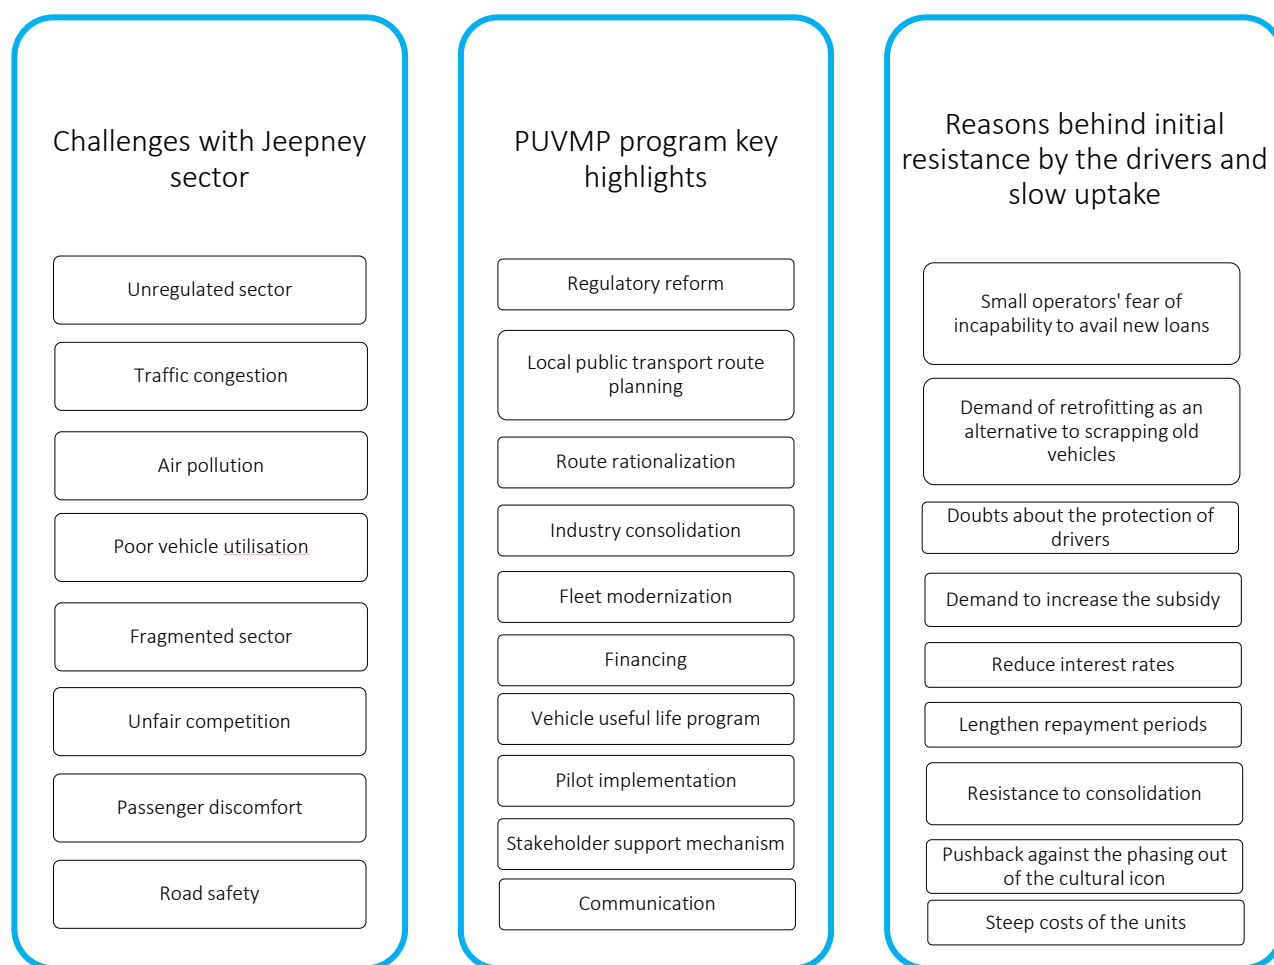 Challenges with Jeepney
sector
Unregulated sector
Traffic congestion
Air pollution
Poor vehicle utilisation
Fragmented sector
Unfair competition
Passenger discomfort
Road safety
PUVMP program key
highlights
Regulatory reform
Local public transport route
planning
Route rationalization
Industry consolidation
Fleet modernization
Financing
Vehicle useful life program
Pilot implementation
Stakeholder support mechanism
Communication
Reasons behind initial
resistance by the drivers and
slow uptake
Small operators' fear of
incapability to avail new loans
Demand of retrofitting as an
alternative to scrapping old
vehicles
Doubts about the protection of
drivers
Demand to increase the subsidy
Reduce interest rates
Lengthen repayment periods
Resistance to consolidation
Pushback against the phasing out
of the cultural icon
Steep costs of the units